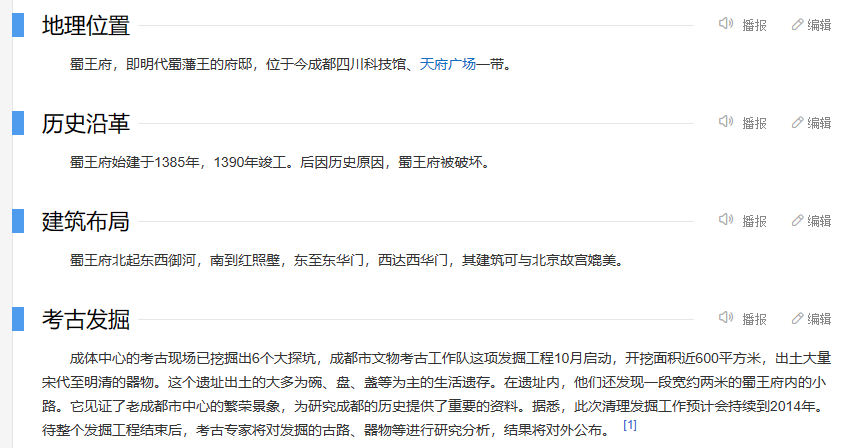 地理位置 播报 编辑
蜀王府，即明代蜀藩王的府邸，位于今成都四川科技馆、天府广场一带。
历史沿革 播报 编辑
蜀王府始建于1385年，1390年竣工。后因历史原因，蜀王府被破坏。
建筑布局 播报 编辑
蜀王府北起东西御河，南到红照壁，东至东华门，西达西华门，其建筑可与北京故宫媲美。
考古发掘 播报 编辑
成体中心的考古现场已挖掘出6个大探坑，成都市文物考古工作队这项发掘工程10月启动，开挖面积近600平方米，出土大量
宋代至明清的器物。这个遗址出土的大多为碗、盘、盏等为主的生活遗存。在遗址内，他们还发现一段宽约两米的蜀王府内的小
路。它见证了老成都市中心的繁荣景象，为研究成都的历史提供了重要的资料。据悉，此次清理发掘工作预计会持续到2014年。
待整个发掘工程结束后，考古专家将对发掘的古路、器物等进行研究分析，结果将对外公布。 [1]